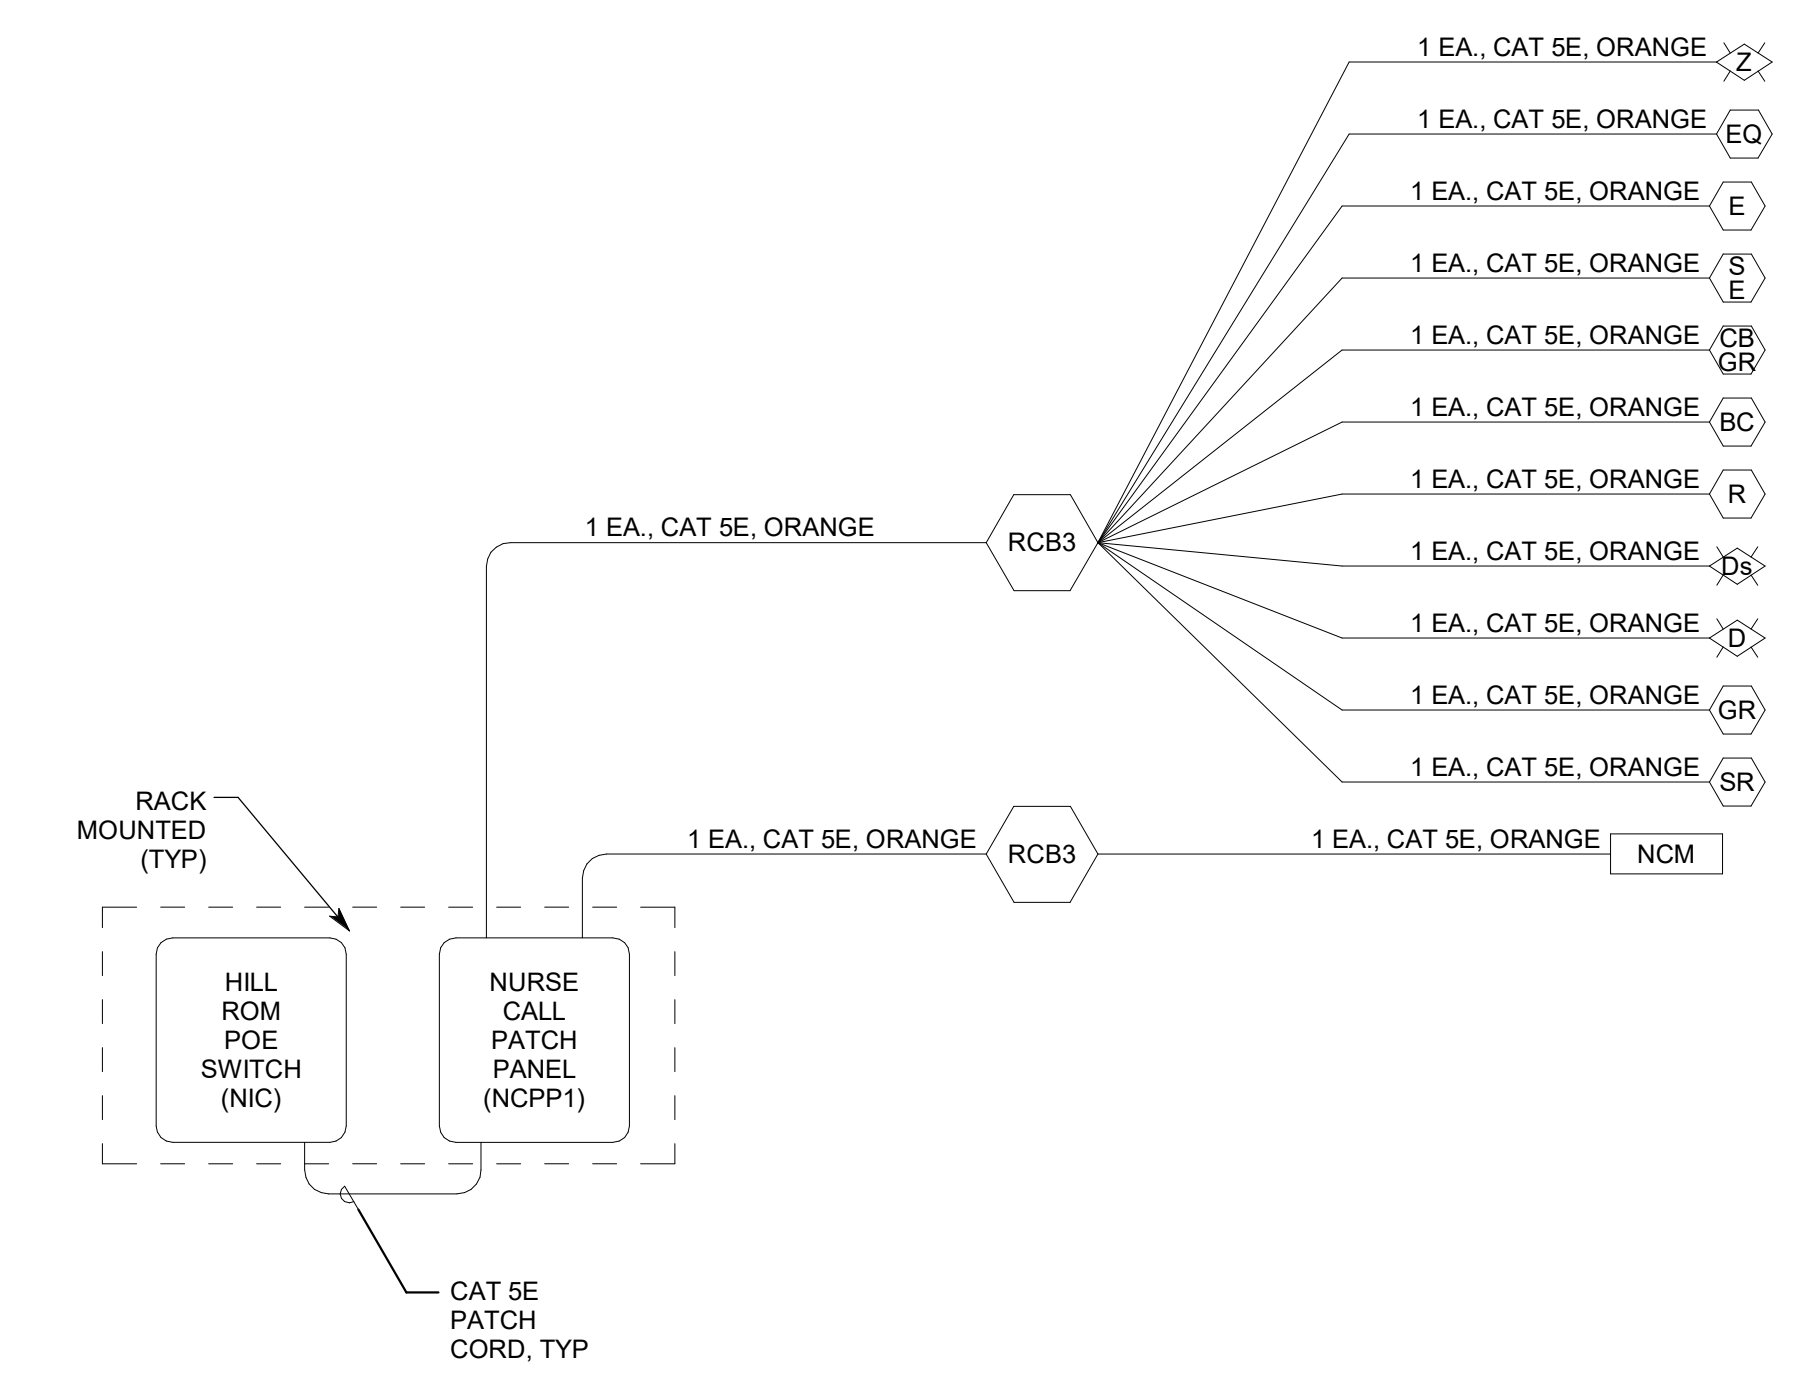 1 EA., CAT 5E, ORANGE
Z
1 EA., CAT 5E, ORANGE
EQ
1 EA., CAT 5E, ORANGE
E
1 EA., CAT 5E, ORANGE
S
E
1 EA., CAT 5E, ORANGE
CB
GR
1 EA., CAT 5E, ORANGE
BC
1 EA., CAT 5E, ORANGE
R
1 EA., CAT 5E, ORANGE
RCB3
1 EA., CAT 5E, ORANGE
Ds
1 EA., CAT 5E, ORANGE
D
1 EA., CAT 5E, ORANGE
GR
1 EA., CAT 5E, ORANGE
SR
RACK
MOUNTED
(TYP)
1 EA., CAT 5E, ORANGE
RCB3
1 EA., CAT 5E, ORANGE
NCM
HILL
ROM
POE
SWITCH
(NIC)
NURSE
CALL
PATCH
PANEL
(NCPP1)
CAT 5E
PATCH
CORD, TYP